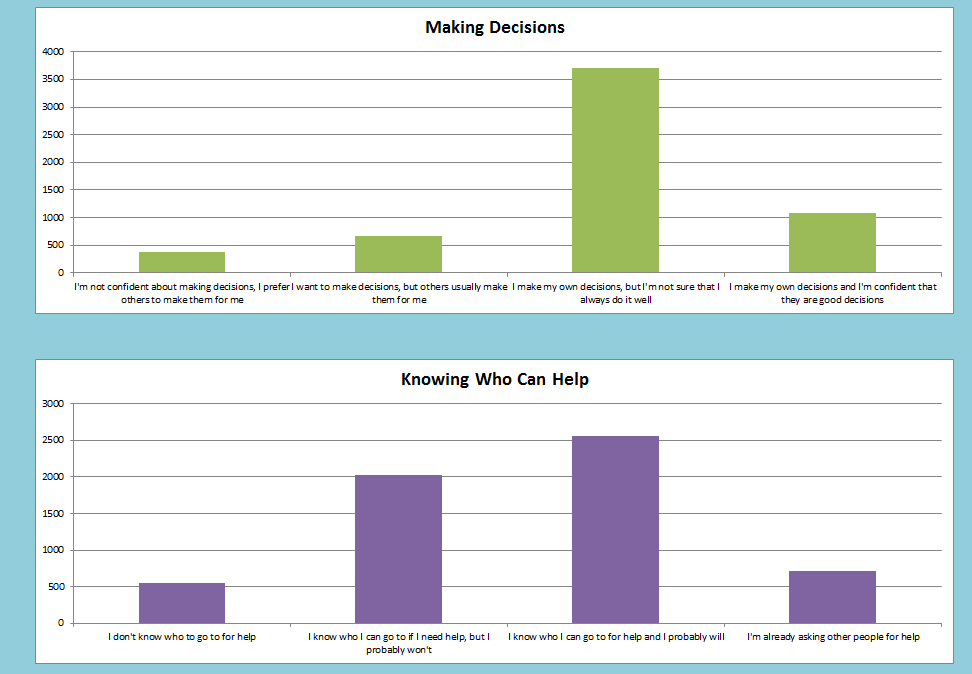 Making Decisions
4000
3500
3000
2500
2000
1500
1000
500
0
I'm not confident about making decisions, I prefer I want to make decisions, but others usually make I make my own decisions, but I'm not sure that I I make my own decisions and I'm confident that
others to make them for me them for me always do it well they are good decisions
Knowing Who Can Help
3000
2500
2000
1500
1000
500
0
I don't know who to go to for help I know who I can go to if I need help, but I I know who I can go to for help and I probably will I'm already asking other people for help
probably won't